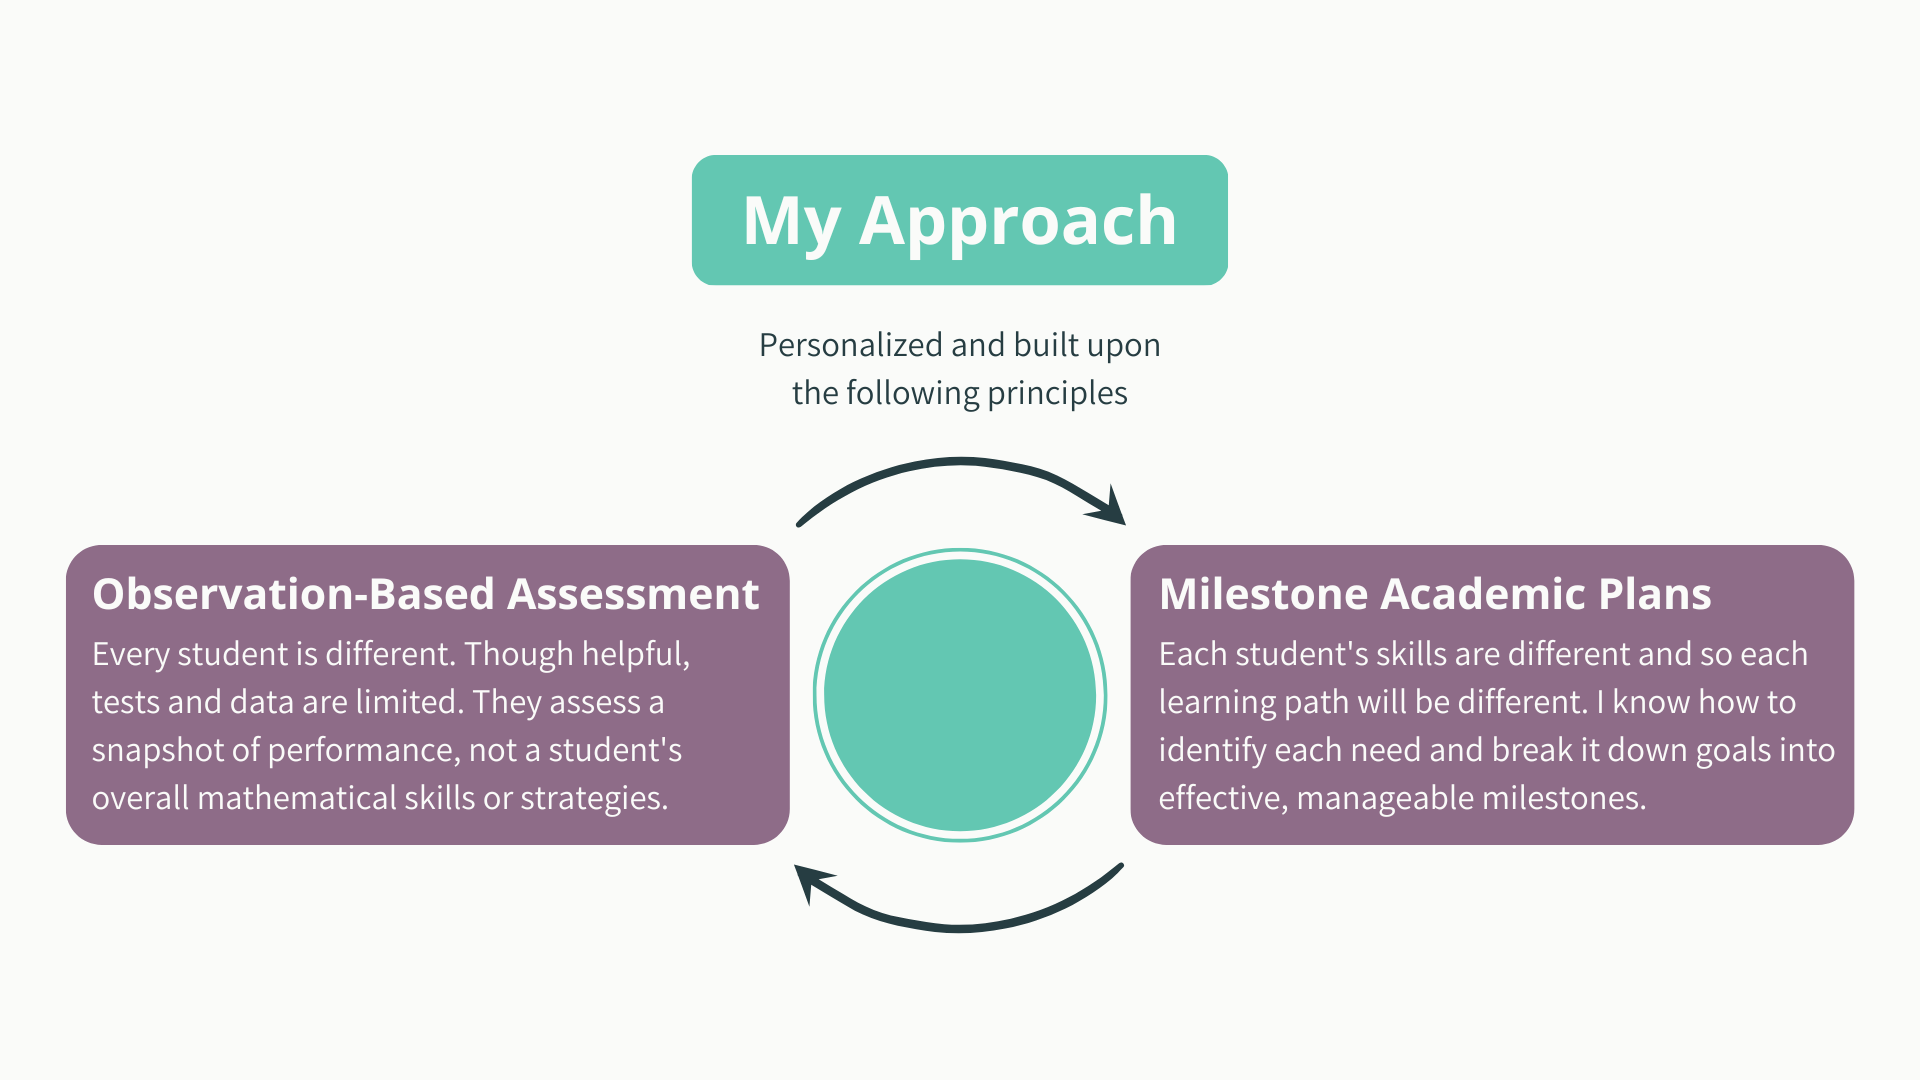 My Approach
Personalized and built upon
the following principles
Observation-Based Assessment
Every student is different. Though helpful,
tests and data are limited. They assess a
snapshot of performance, not a student's
overall mathematical skills or strategies.
Milestone Academic Plans
Each student's skills are different and so each
learning path will be different. I know how to
identify each need and break it down goals into
effective, manageable milestones.